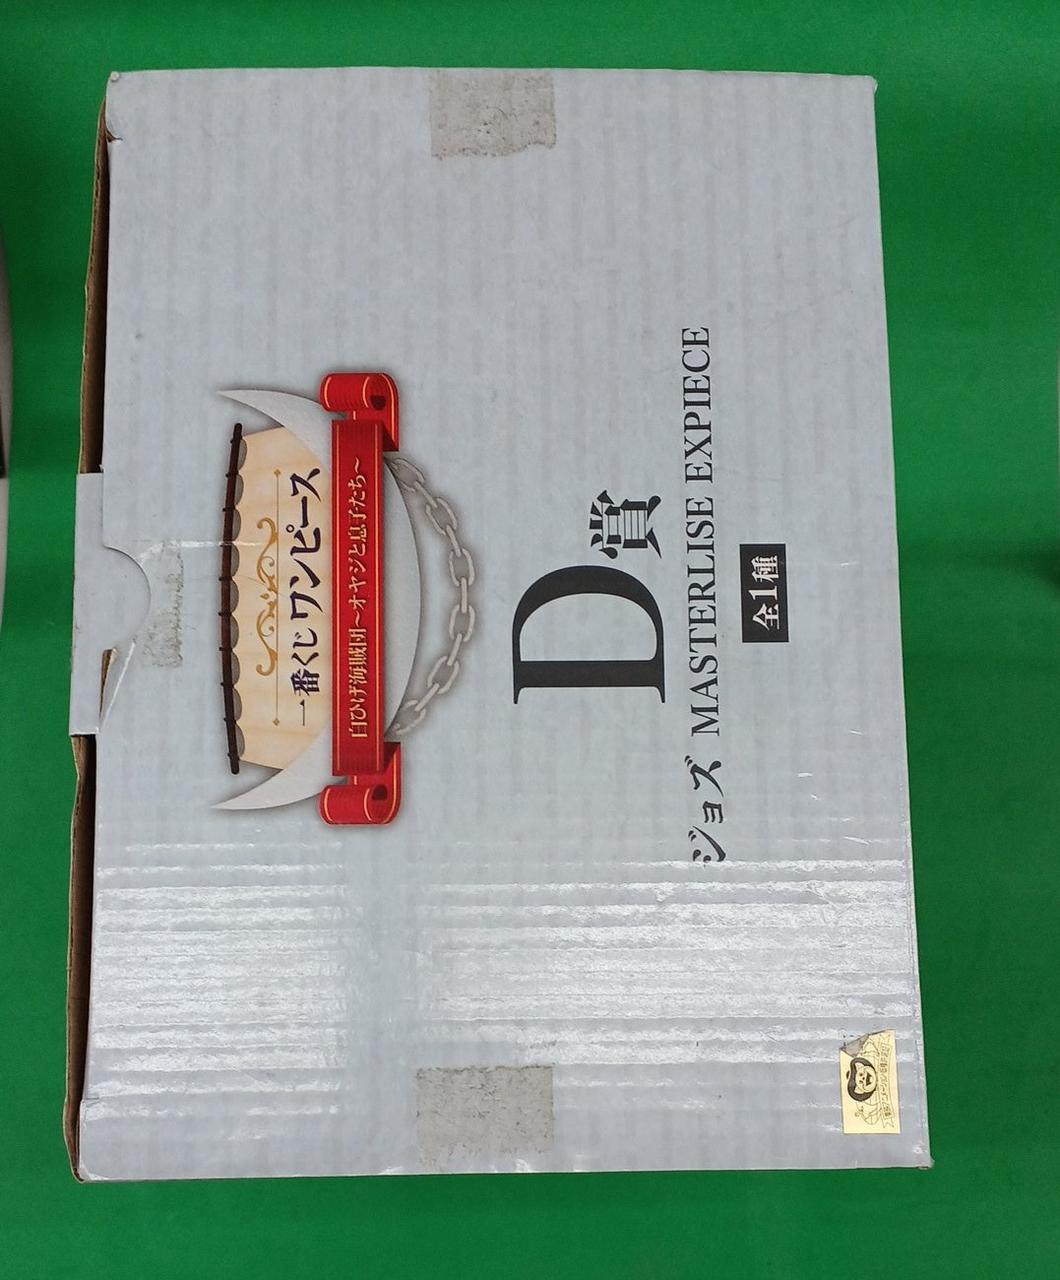 一番くじ ワンピース
白ひげ海賊団～オヤジと息子たち～
D賞
ジョズ MASTERLISE EXPIECE
全1種